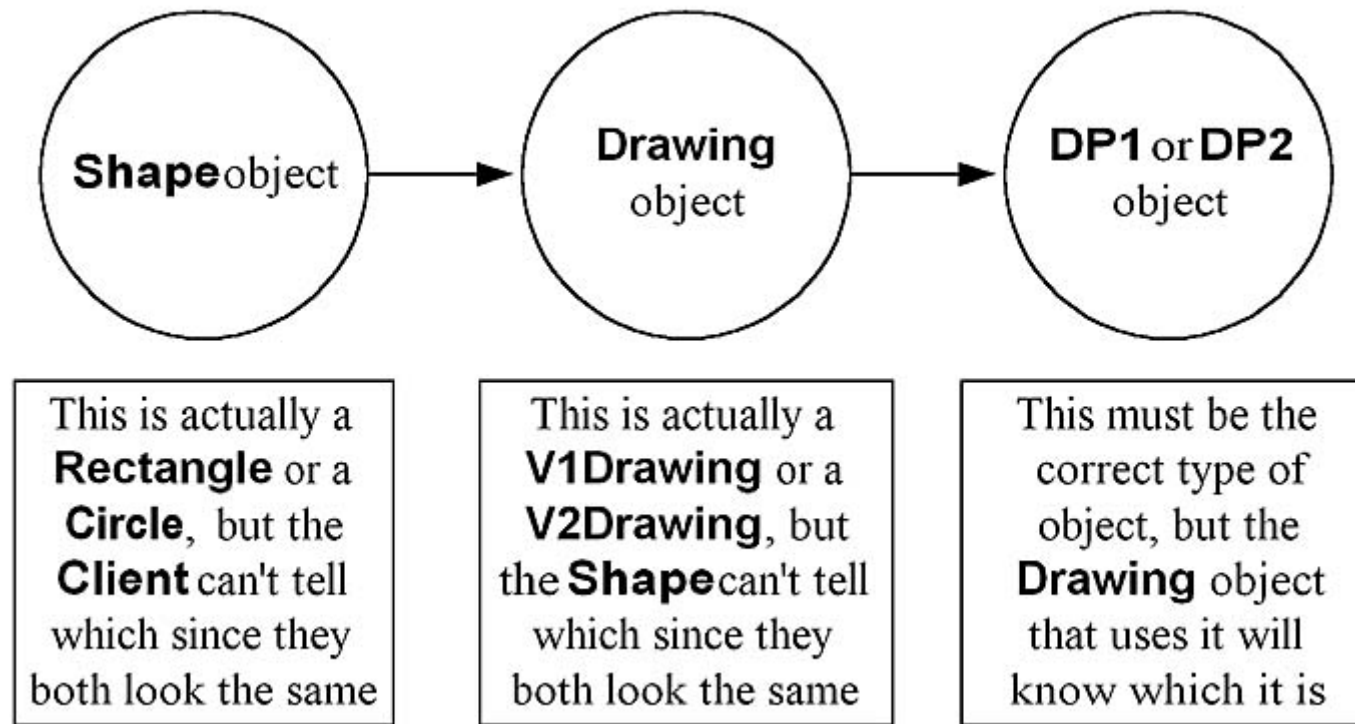 Shape object
Drawing
object
DP1 or DP2
object
This is actually a
Rectangle or a
Circle, but the
Client can't tell
which since they
both look the same
This is actually a
V1Drawing or a
V2Drawing, but
the Shape can't tell
which since they
both look the same
This must be the
correct type of
object, but the
Drawing object
that uses it will
know which it is